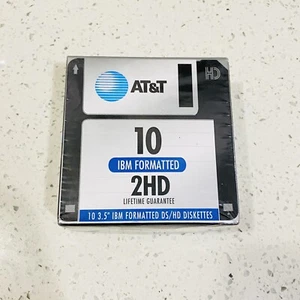 AT&T
HD
10
IBM FORMATTED
2HD
LIFETIME GUARANTEE
10 3.5" IBM FORMATTED DS/HD DISKETTES